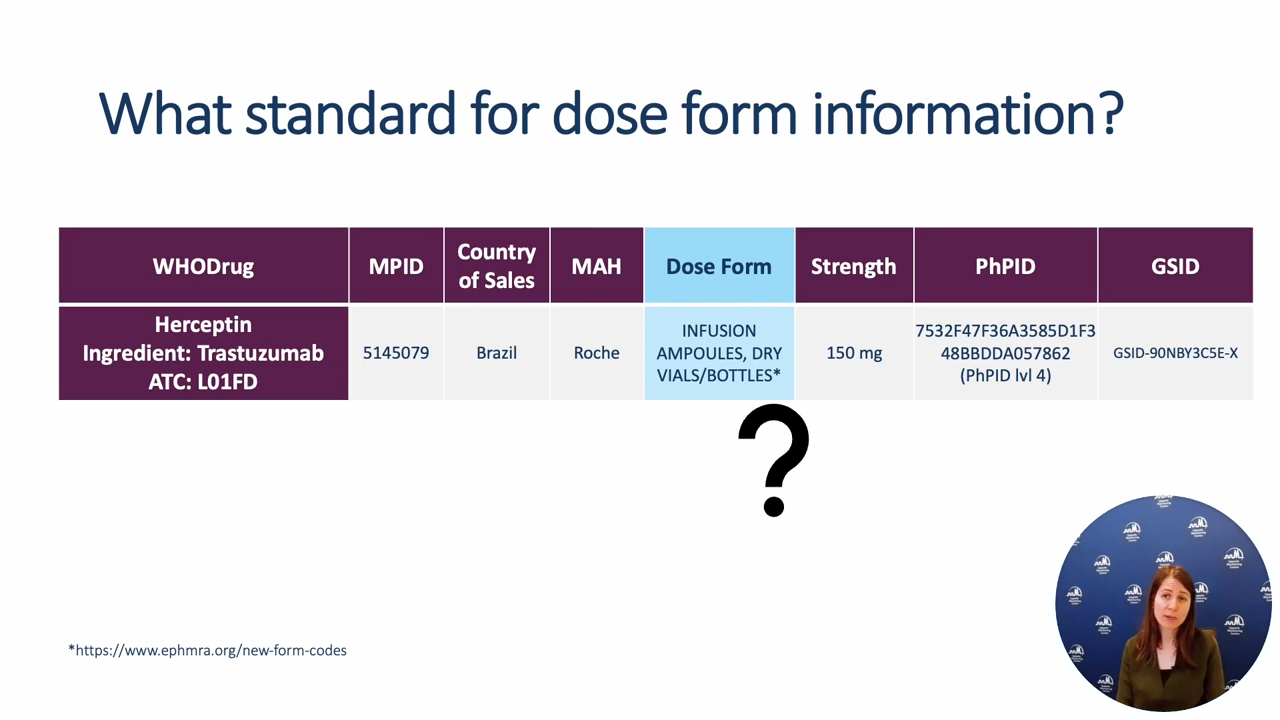 What standard for dose form information?
WHODrug
MPID
Country
of Sales
MAH
Dose Form
Strength
PhPID
GSID
Herceptin
Ingredient: Trastuzumab
ATC: L01FD
5145079
Brazil
Roche
INFUSION
AMPOULES, DRY
VIALS/BOTTLES*
150 mg
7532F47F36A3585D1F3
48BBDDA057862
(PhPID lvl 4)
GSID-90NBY3C5E-X
?
*https://www.ephmra.org/new-form-codes